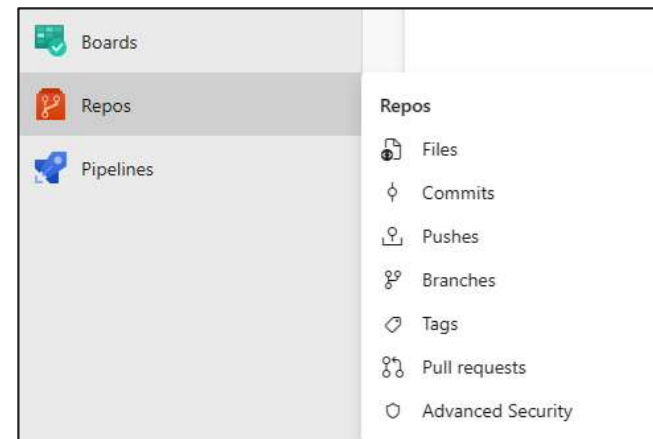 Boards
Repos
Pipelines
Repos
Files
Commits
Pushes
Branches
Tags
Pull requests
Advanced Security